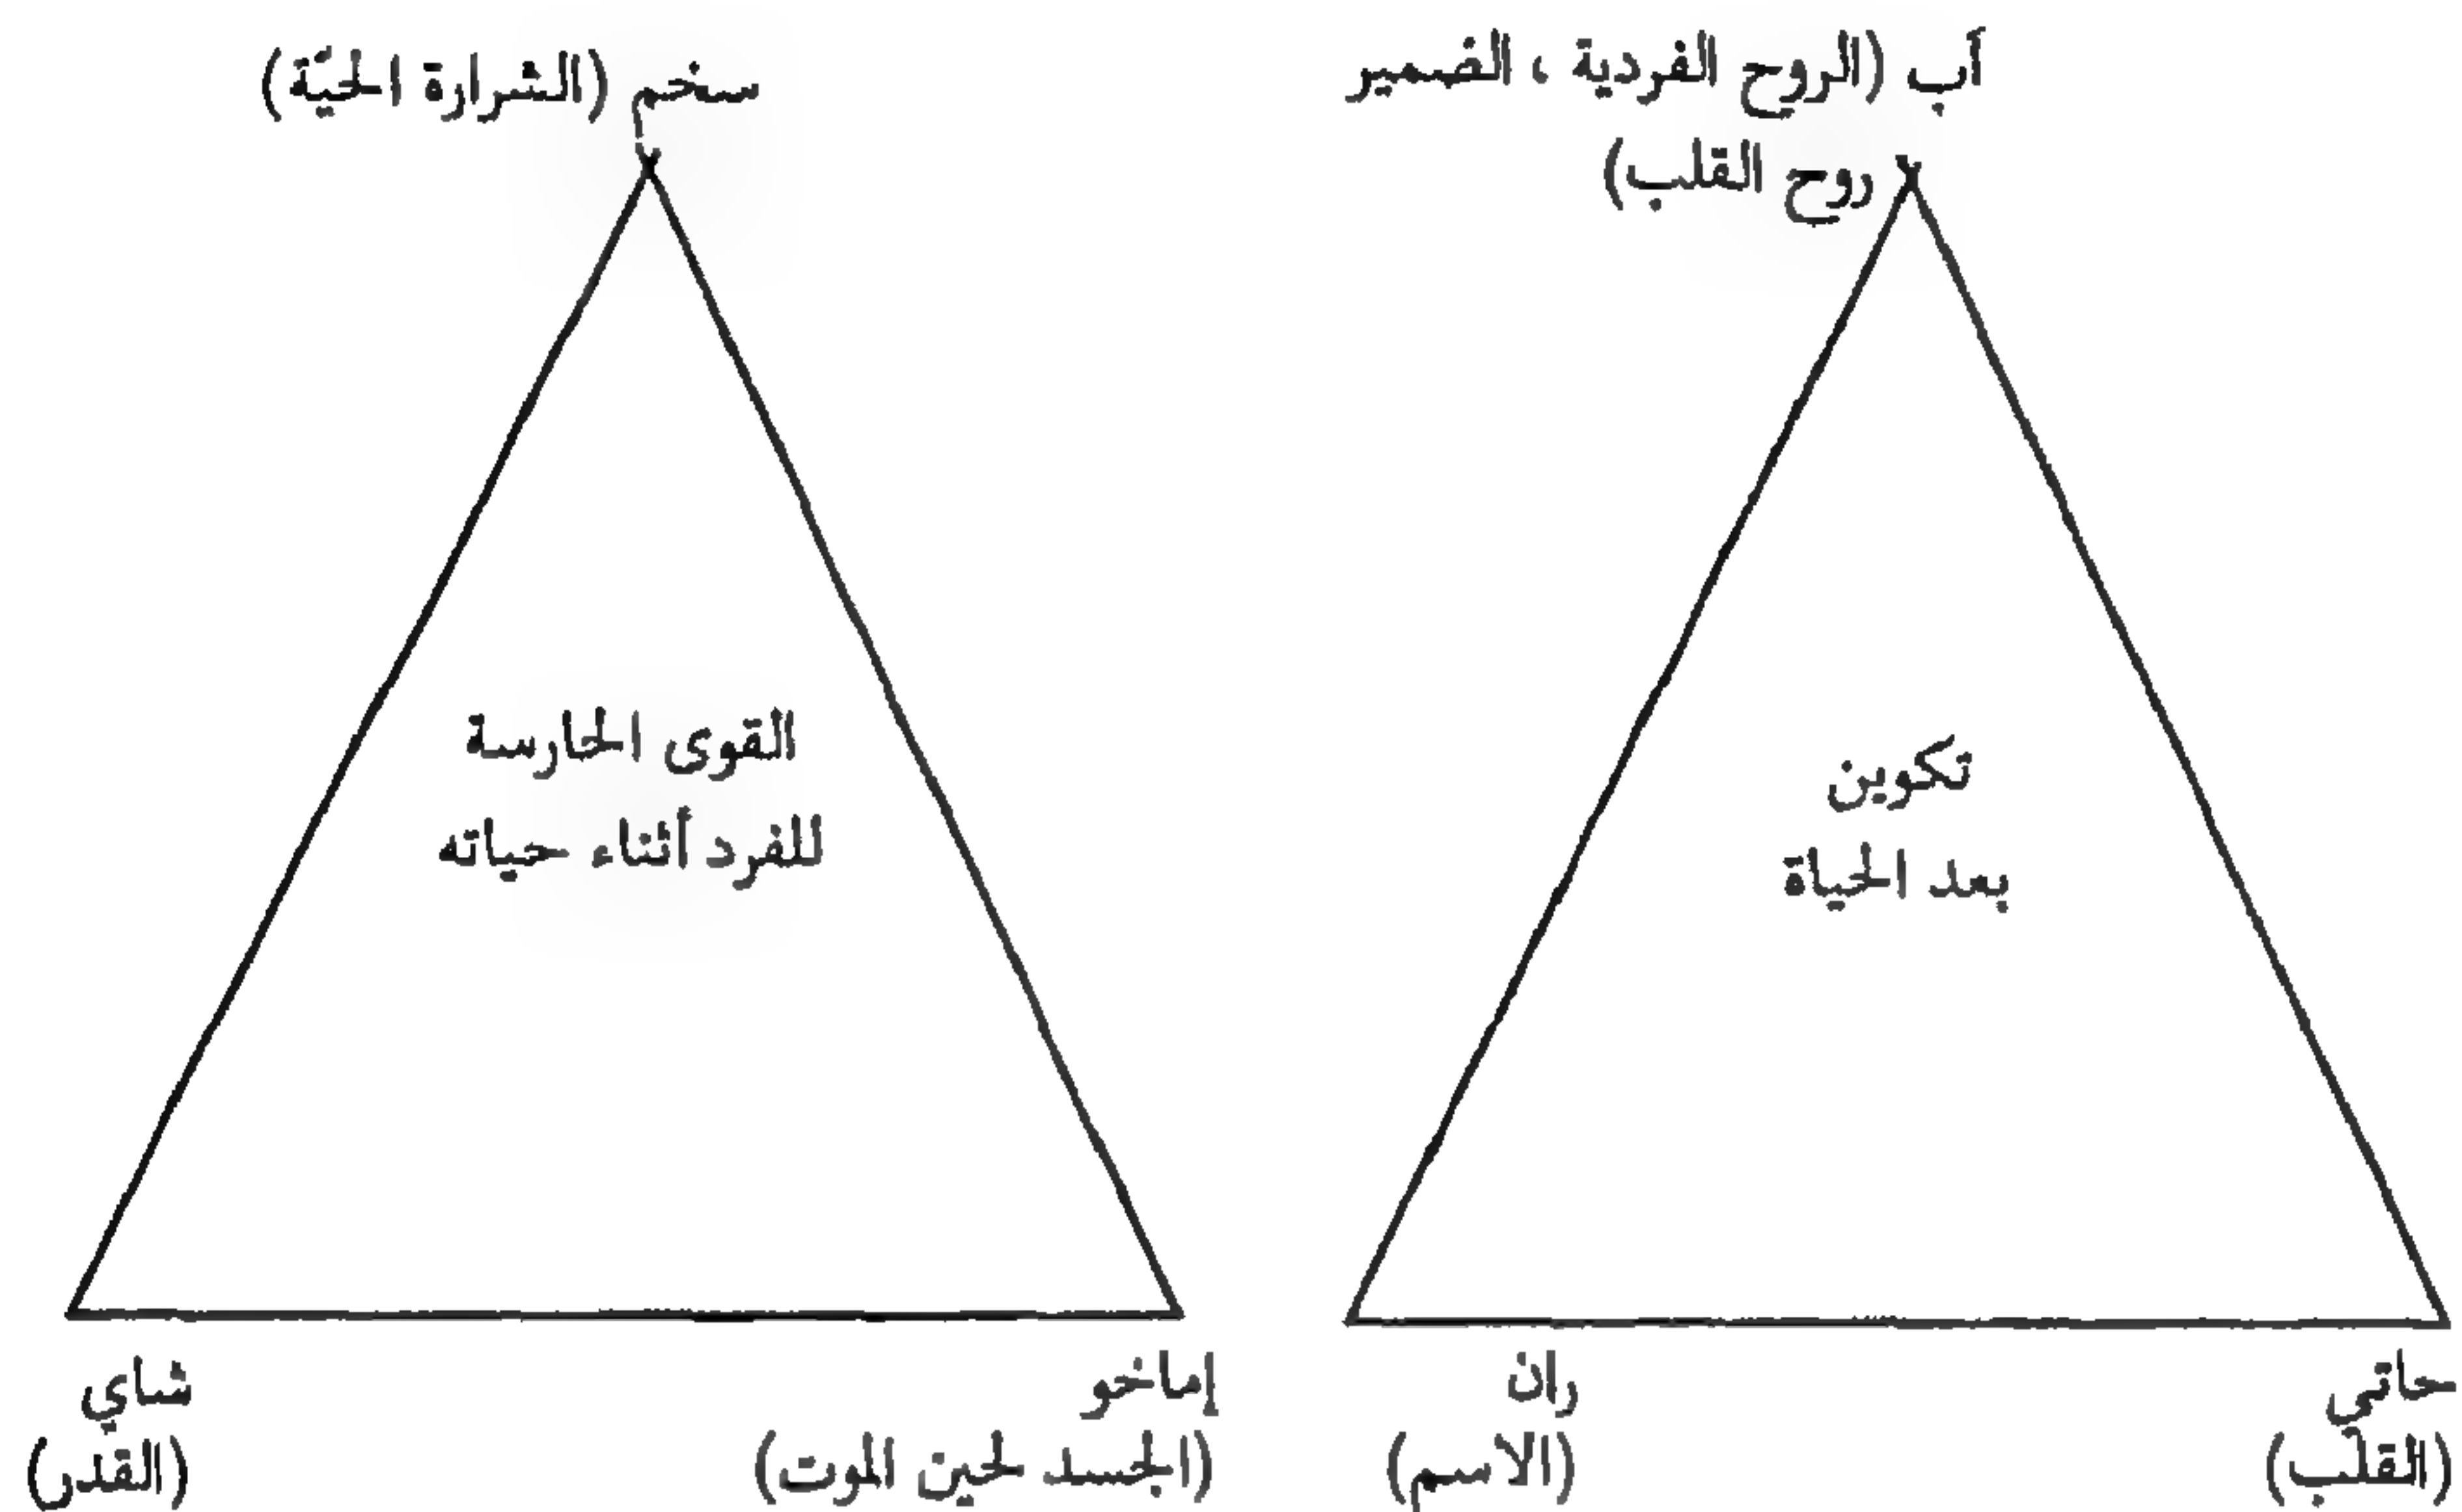 آب (الروح الفردية ، الضمير
روح القلب)
تكوين
بعد الحياة
حاتي
(القلب)
ران
(الاسم)
سخم (الشرارة الحيّة)
القوى الحارسة
للفرد أثناء حياته
إماخو
(الجسد لحين الموت)
شاي
(القدر)